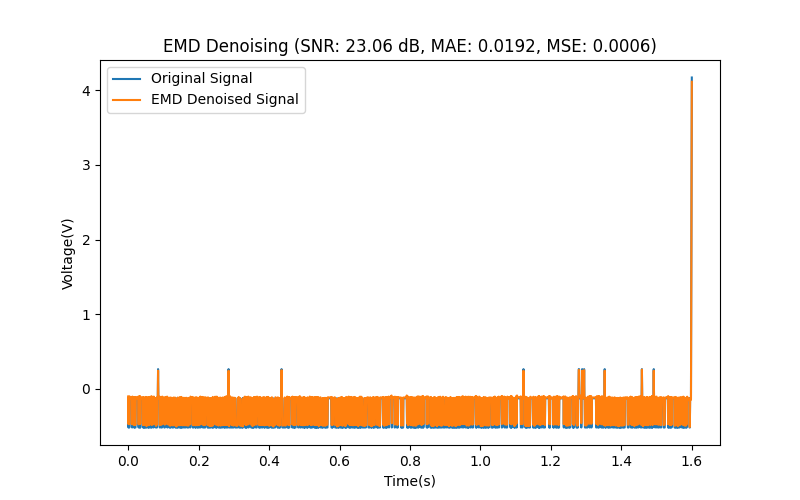 EMD Denoising (SNR: 23.06 dB, MAE: 0.0192, MSE: 0.0006)
Original Signal
EMD Denoised Signal
4
3
2
1
0
Voltage(V)
0.0 0.2 0.4 0.6 0.8 1.0 1.2 1.4 1.6
Time(s)